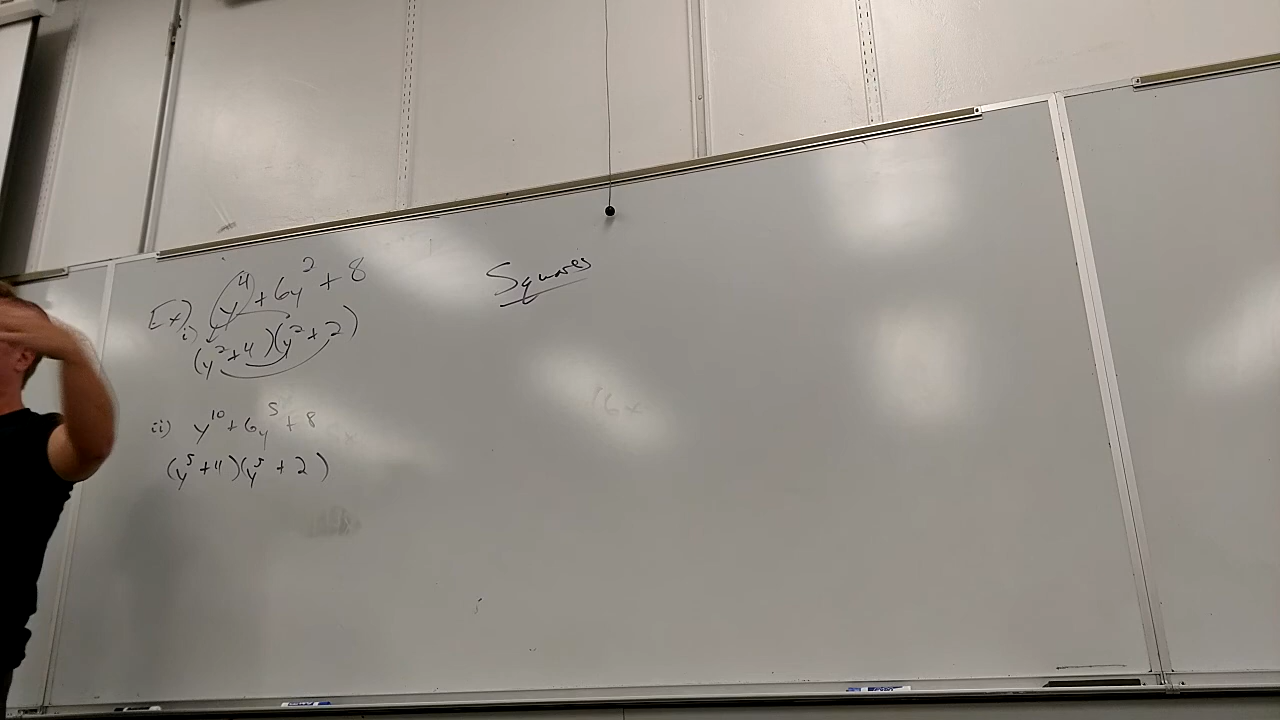 Ex) y⁴ + 6y² + 8
i) (y² + 4)(y² + 2)
ii) y¹⁰ + 6y⁵ + 8
(y⁵ + 4)(y⁵ + 2)
Squares